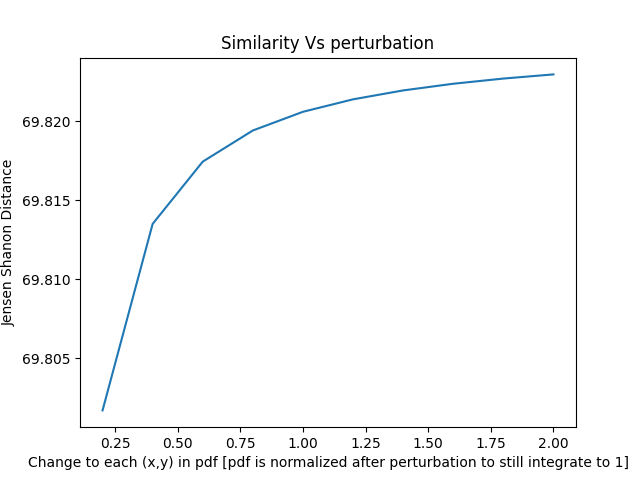 Similarity Vs perturbation
69.820
69.815
69.810
69.805
Jensen Shanon Distance
0.25 0.50 0.75 1.00 1.25 1.50 1.75 2.00
Change to each (x,y) in pdf [pdf is normalized after perturbation to still integrate to 1]